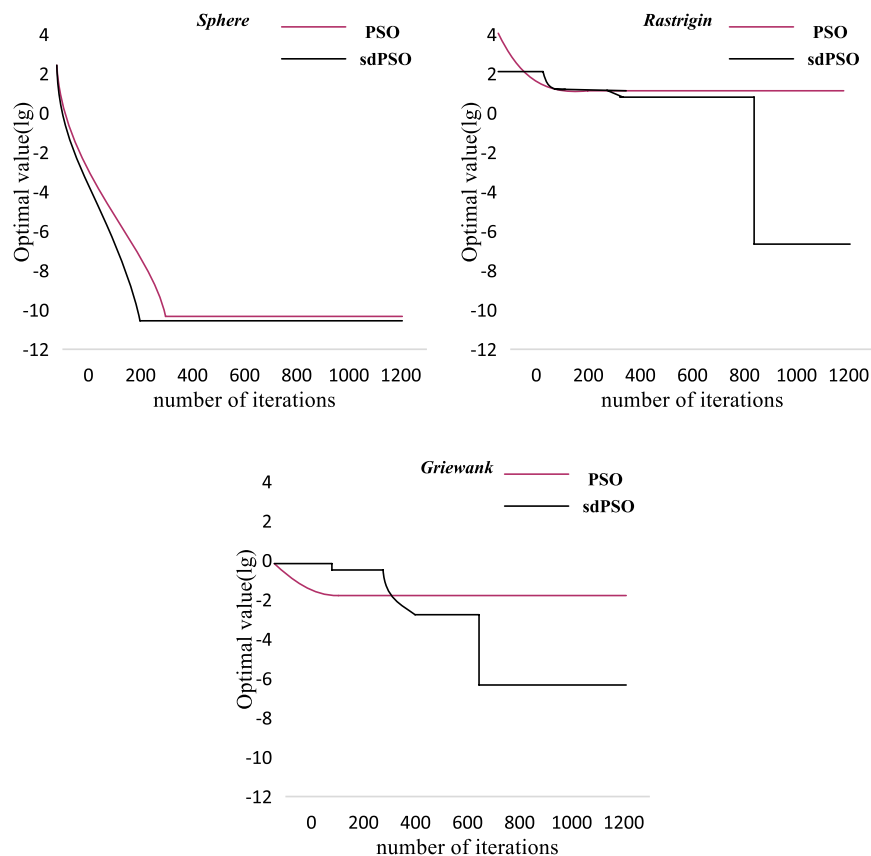 Sphere
PSO
sdPSO
4
2
0
-2
-4
-6
-8
-10
-12
Optimal value(lg)
0 200 400 600 800 1000 1200
number of iterations
Rastrigin
PSO
sdPSO
4
2
0
-2
-4
-6
-8
-10
-12
Optimal value(lg)
0 200 400 600 800 1000 1200
number of iterations
Griewank
PSO
sdPSO
4
2
0
-2
-4
-6
-8
-10
-12
Optimal value(lg)
0 200 400 600 800 1000 1200
number of iterations